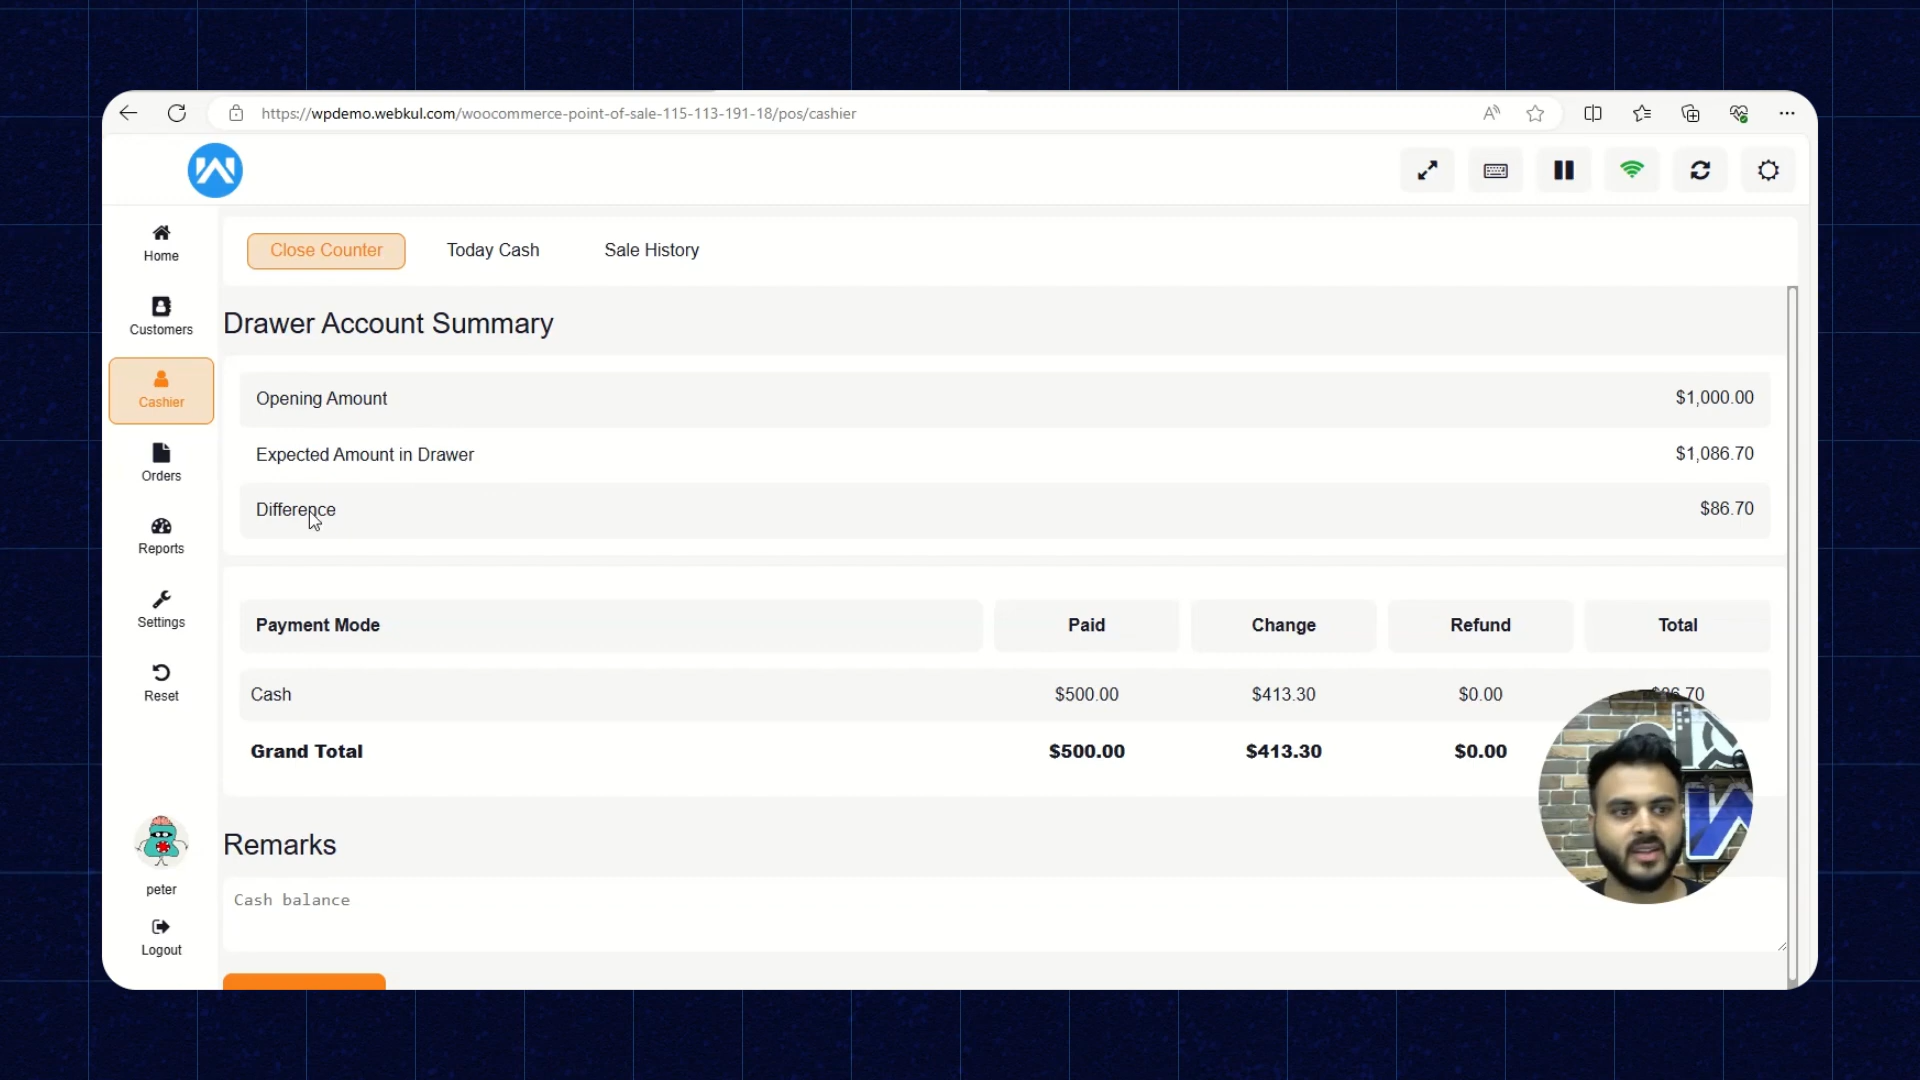 https://wpdemo.webkul.com/woocommerce-point-of-sale-115-113-191-18/pos/cashier
Home
Customers
Cashier
Orders
Reports
Settings
Reset
peter
Logout
Close Counter Today Cash Sale History
Drawer Account Summary
Opening Amount $1,000.00
Expected Amount in Drawer $1,086.70
Difference $86.70
Payment Mode Paid Change Refund Total
Cash $500.00 $413.30 $0.00 $86.70
Grand Total $500.00 $413.30 $0.00
Remarks
Cash balance